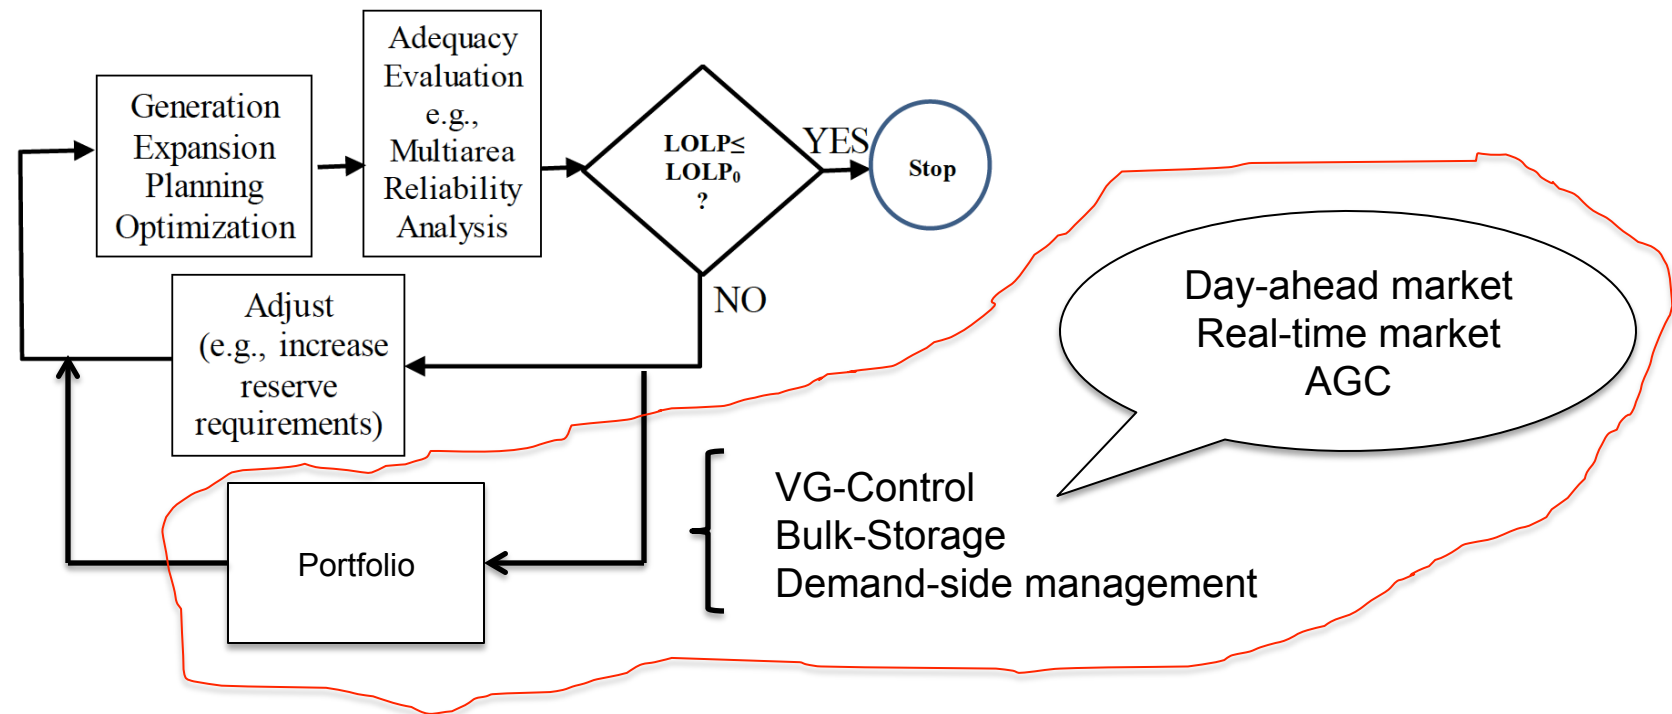 Generation
Expansion
Planning
Optimization
Adequacy
Evaluation
e.g.,
Multiarea
Reliability
Analysis
LOLP≤
LOLP₀
?
YES
Stop
NO
Adjust
(e.g., increase
reserve
requirements)
Portfolio
VG-Control
Bulk-Storage
Demand-side management
Day-ahead market
Real-time market
AGC